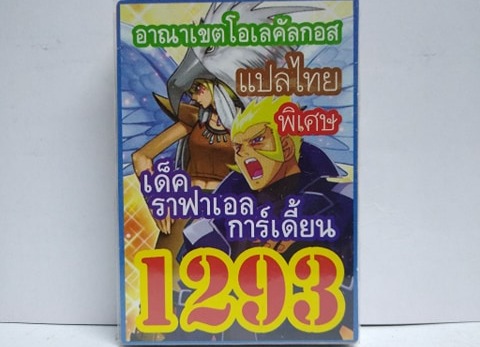 อาณาเขตโอเลคัลกอส
แปลไทย
พิเศษ
เด็ค
ราฟาเอล
การ์เดี้ยน
1293